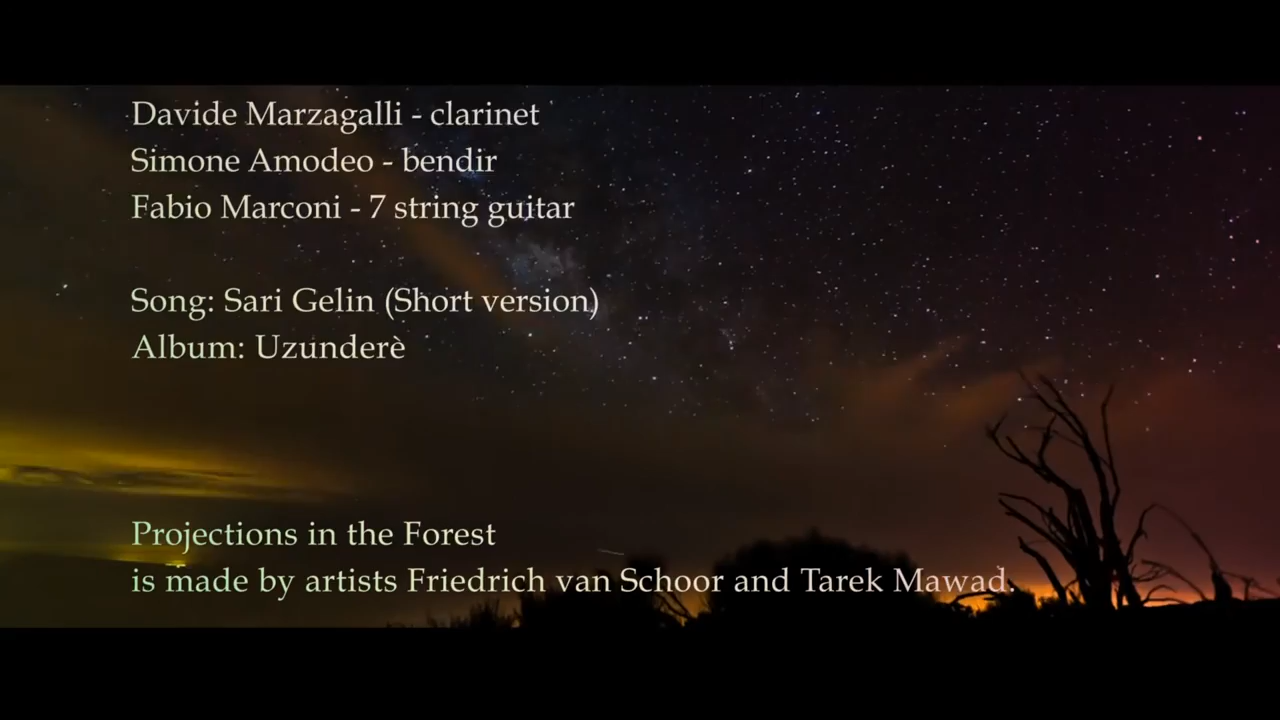 Davide Marzagalli - clarinet
Simone Amodeo - bendir
Fabio Marconi - 7 string guitar
Song: Sari Gelin (Short version)
Album: Uzunderè
Projections in the Forest
is made by artists Friedrich van Schoor and Tarek Mawad.